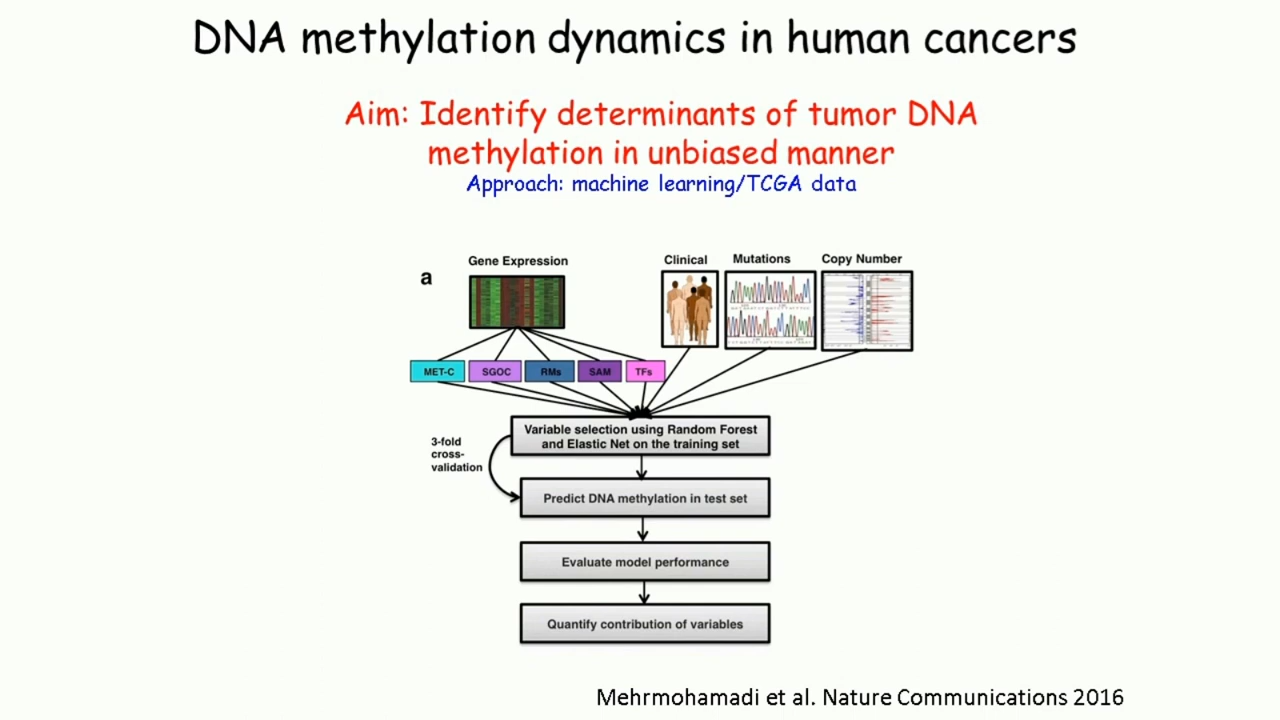 DNA methylation dynamics in human cancers
Aim: Identify determinants of tumor DNA
methylation in unbiased manner
Approach: machine learning/TCGA data
a
Gene Expression
Clinical
Mutations
Copy Number
MET-C
SGOC
RMs
SAM
TFs
3-fold
cross-
validation
Variable selection using Random Forest
and Elastic Net on the training set
Predict DNA methylation in test set
Evaluate model performance
Quantify contribution of variables
Mehrmohamadi et al. Nature Communications 2016